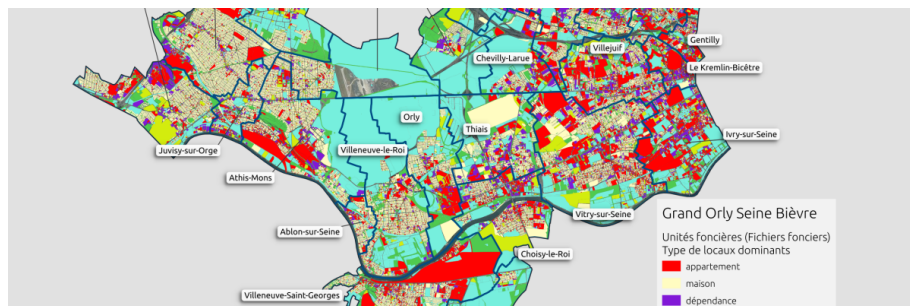 Gentilly
Villejuif
Chevilly-Larue
Le Kremlin-Bicêtre
Orly
Thiais
Ivry-sur-Seine
Juvisy-sur-Orge
Villeneuve-le-Roi
Athis-Mons
Vitry-sur-Seine
Ablon-sur-Seine
Choisy-le-Roi
Villeneuve-Saint-Georges
Grand Orly Seine Bièvre
Unités foncières (Fichiers fonciers)
Type de locaux dominants
appartement
maison
dépendance